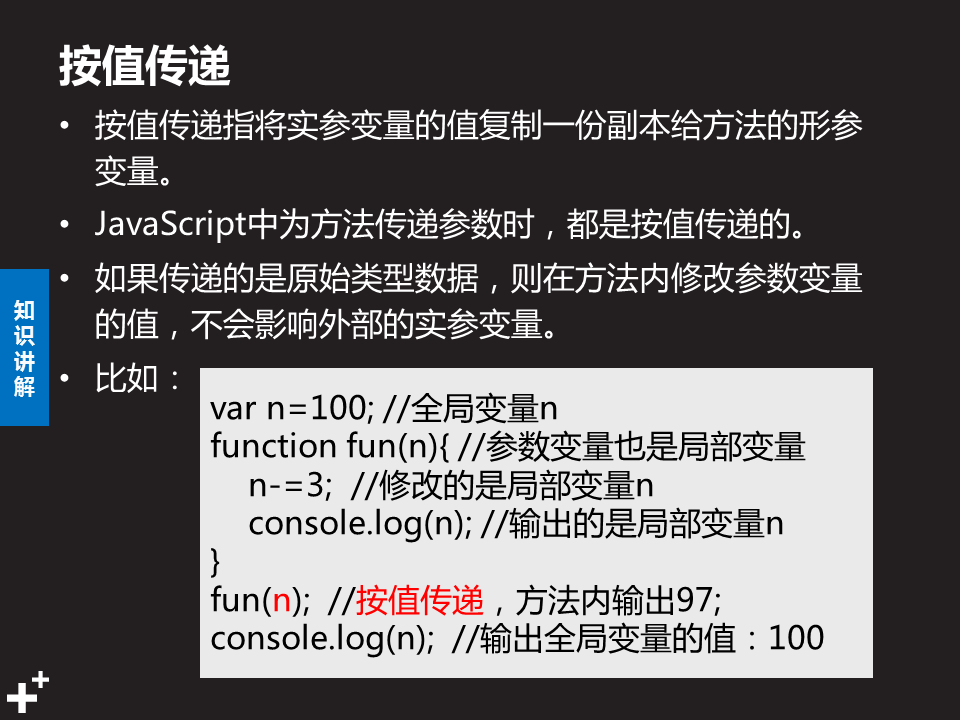 按值传递
• 按值传递指将实参变量的值复制一份副本给方法的形参
变量。
• JavaScript中为方法传递参数时，都是按值传递的。
• 如果传递的是原始类型数据，则在方法内修改参数变量
的值，不会影响外部的实参变量。
• 比如：
var n=100; //全局变量n
function fun(n){ //参数变量也是局部变量
    n-=3;  //修改的是局部变量n
    console.log(n); //输出的是局部变量n
}
fun(n);  //按值传递，方法内输出97;
console.log(n);  //输出全局变量的值：100
知
识
讲
解